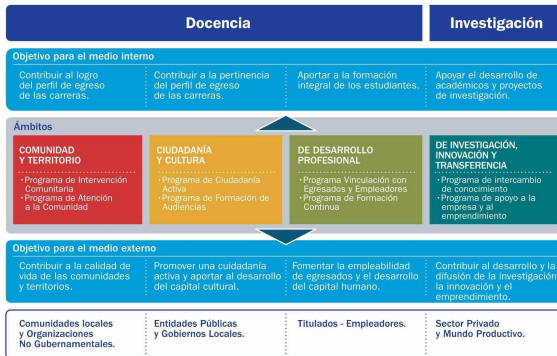 Docencia
Investigación
Objetivo para el medio interno
Contribuir al logro
del perfil de egreso
de las carreras.
Contribuir a la pertinencia
del perfil de egreso
de las carreras.
Aportar a la formación
integral de los estudiantes.
Apoyar el desarrollo de
académicos y proyectos
de investigación.
Ámbitos
COMUNIDAD
Y TERRITORIO
•Programa de Intervención
Comunitaria
•Programa de Atención
a la Comunidad
CIUDADANÍA
Y CULTURA
•Programa de Ciudadanía
Activa
•Programa de Formación de
Audiencias
DE DESARROLLO
PROFESIONAL
•Programa Vinculación con
Egresados y Empleadores
•Programa de Formación
Continua
DE INVESTIGACIÓN,
INNOVACIÓN Y
TRANSFERENCIA
•Programa de intercambio
de conocimiento
•Programa de apoyo a la
empresa y al
emprendimiento
Objetivo para el medio externo
Contribuir a la calidad de
vida de las comunidades
y territorios.
Promover una cuidadanía
activa y aportar al desarrollo
del capital cultural.
Fomentar la empleabilidad
de egresados y el desarrollo
del capital humano.
Contribuir al desarrollo y la
difusión de la investigación
la innovación y el
emprendimiento.
Comunidades locales
y Organizaciones
No Gubernamentales.
Entidades Públicas
y Gobiernos Locales.
Titulados - Empleadores.
Sector Privado
y Mundo Productivo.